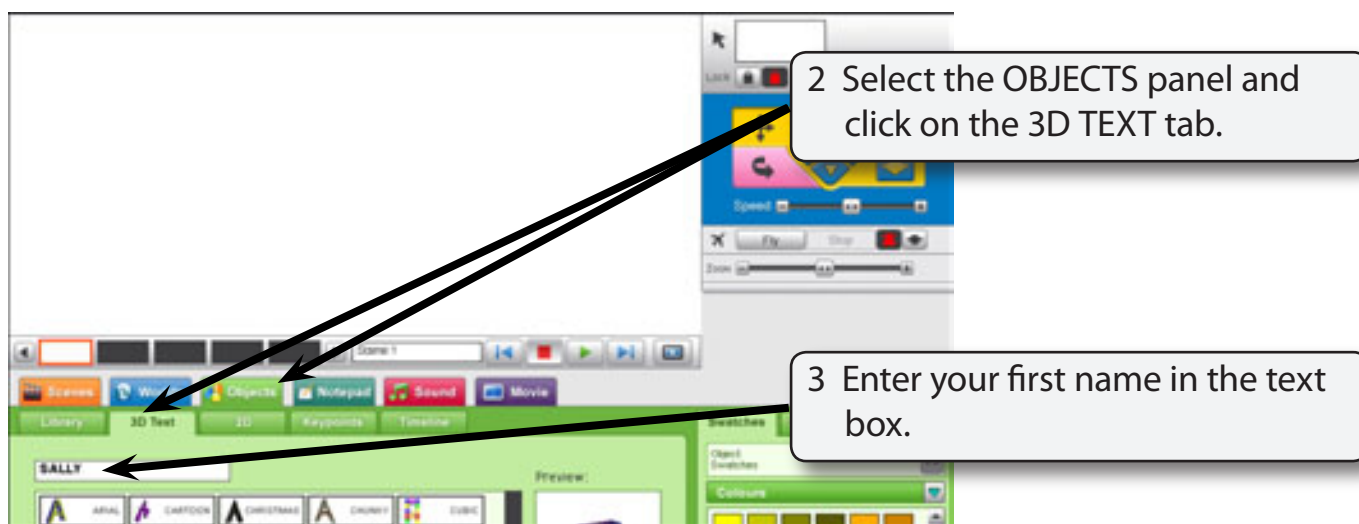 Lock
2 Select the OBJECTS panel and
click on the 3D TEXT tab.
Speed
Fly Stop
Zoom
Scene 1
3 Enter your first name in the text
box.
Scenes Objects Notepad Sound Movie
Library 3D Text Keypoints Timeline Swatches
Object
Swatches
SALLY
Preview:
Colours
ARIAL CARTOON CHRISTMAS CHUNKY CUBIC